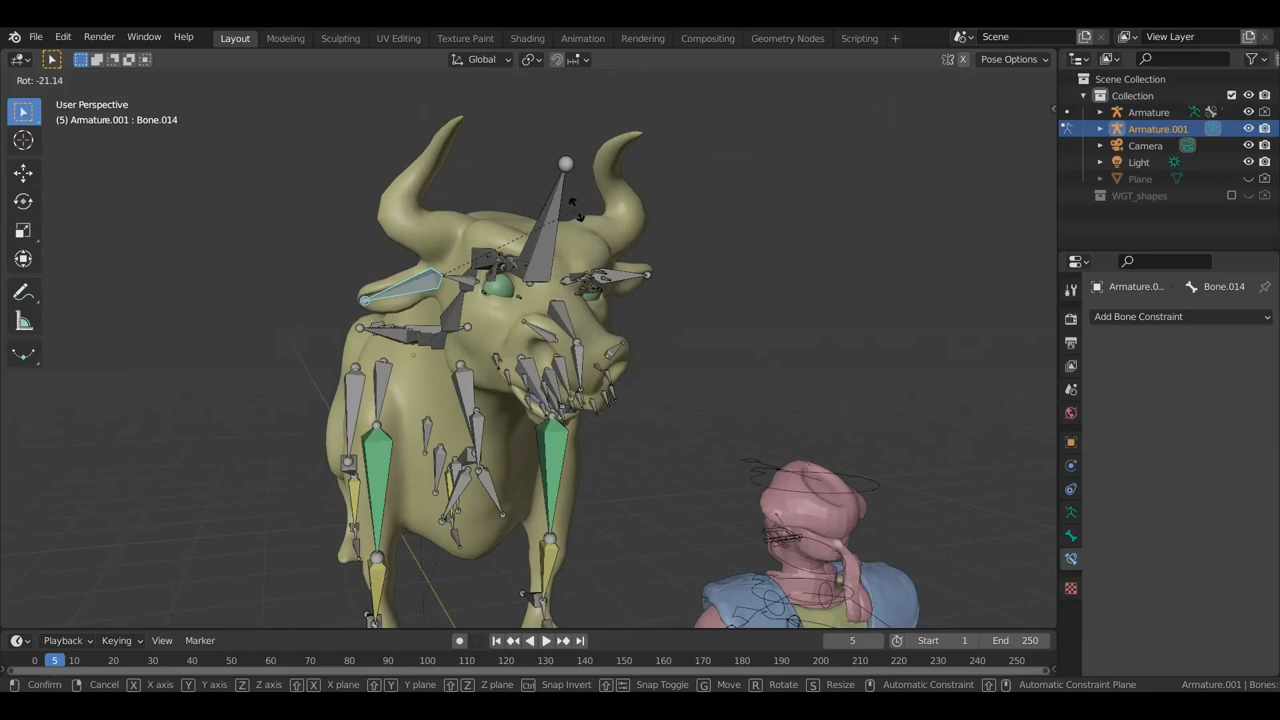 File Edit Render Window Help
Layout Modeling Sculpting UV Editing Texture Paint Shading Animation Rendering Compositing Geometry Nodes Scripting +
Scene View Layer
Global X Pose Options
Rot: -21.14
User Perspective
(5) Armature.001 : Bone.014
Scene Collection
Collection
Armature
Armature.001
Camera
Light
Plane
WGT_shapes
Armature.0... Bone.014
Add Bone Constraint
Playback Keying View Marker 5 Start 1 End 250
0 5 10 20 30 40 50 60 70 80 90 100 110 120 130 140 150 160 170 180 190 200 210 220 230 240 250
Confirm Cancel X X axis Y Y axis Z Z axis X X plane Y Y plane Z Z plane Ctrl Snap Invert Snap Toggle G Move R Rotate S Resize Automatic Constraint Automatic Constraint Plane Armature.001 | Bones: